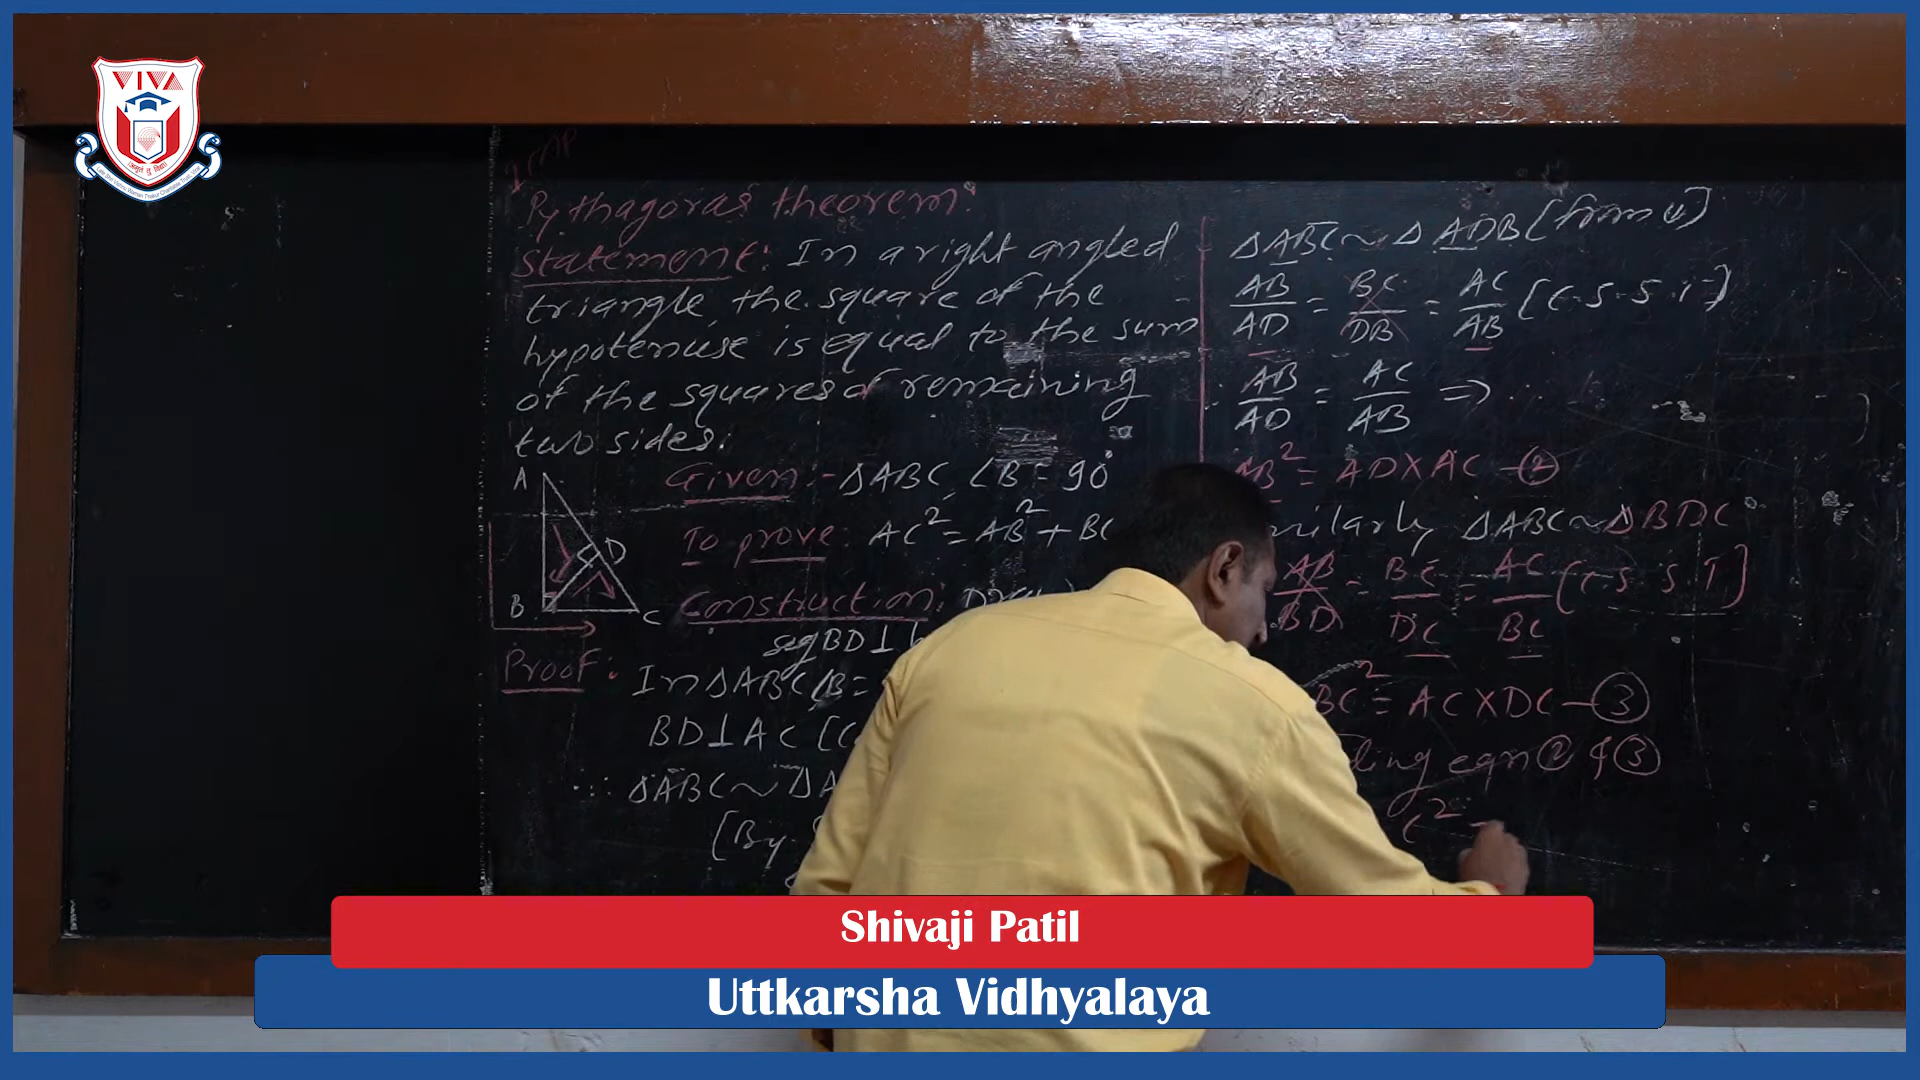 VIVA
Pythagoras theorem:
Statement: In a right angled
triangle, the square of the
hypotenuse is equal to the sum
of the squares of remaining
two sides.
A
D
B
C
Given:- ΔABC, ∠B = 90°
To prove: AC² = AB² + BC
Construction:
seg BD ⊥
Proof:
In ΔABC ∠B =
BD ⊥ AC [
∴ ΔABC ~ Δ
[By
ΔABC ~ ΔADB [from 1]
AB/AD = BC/DB = AC/AB [C.S.S.T]
∴ AB/AD = AC/AB ⇒
AB² = AD X AC - ②
ΔABC ~ ΔBDC
AB/BD = BC/DC = AC/BC [C.S.S.T]
BC² = AC X DC - ③
eqn ② & ③
Shivaji Patil
Uttkarsha Vidhyalaya